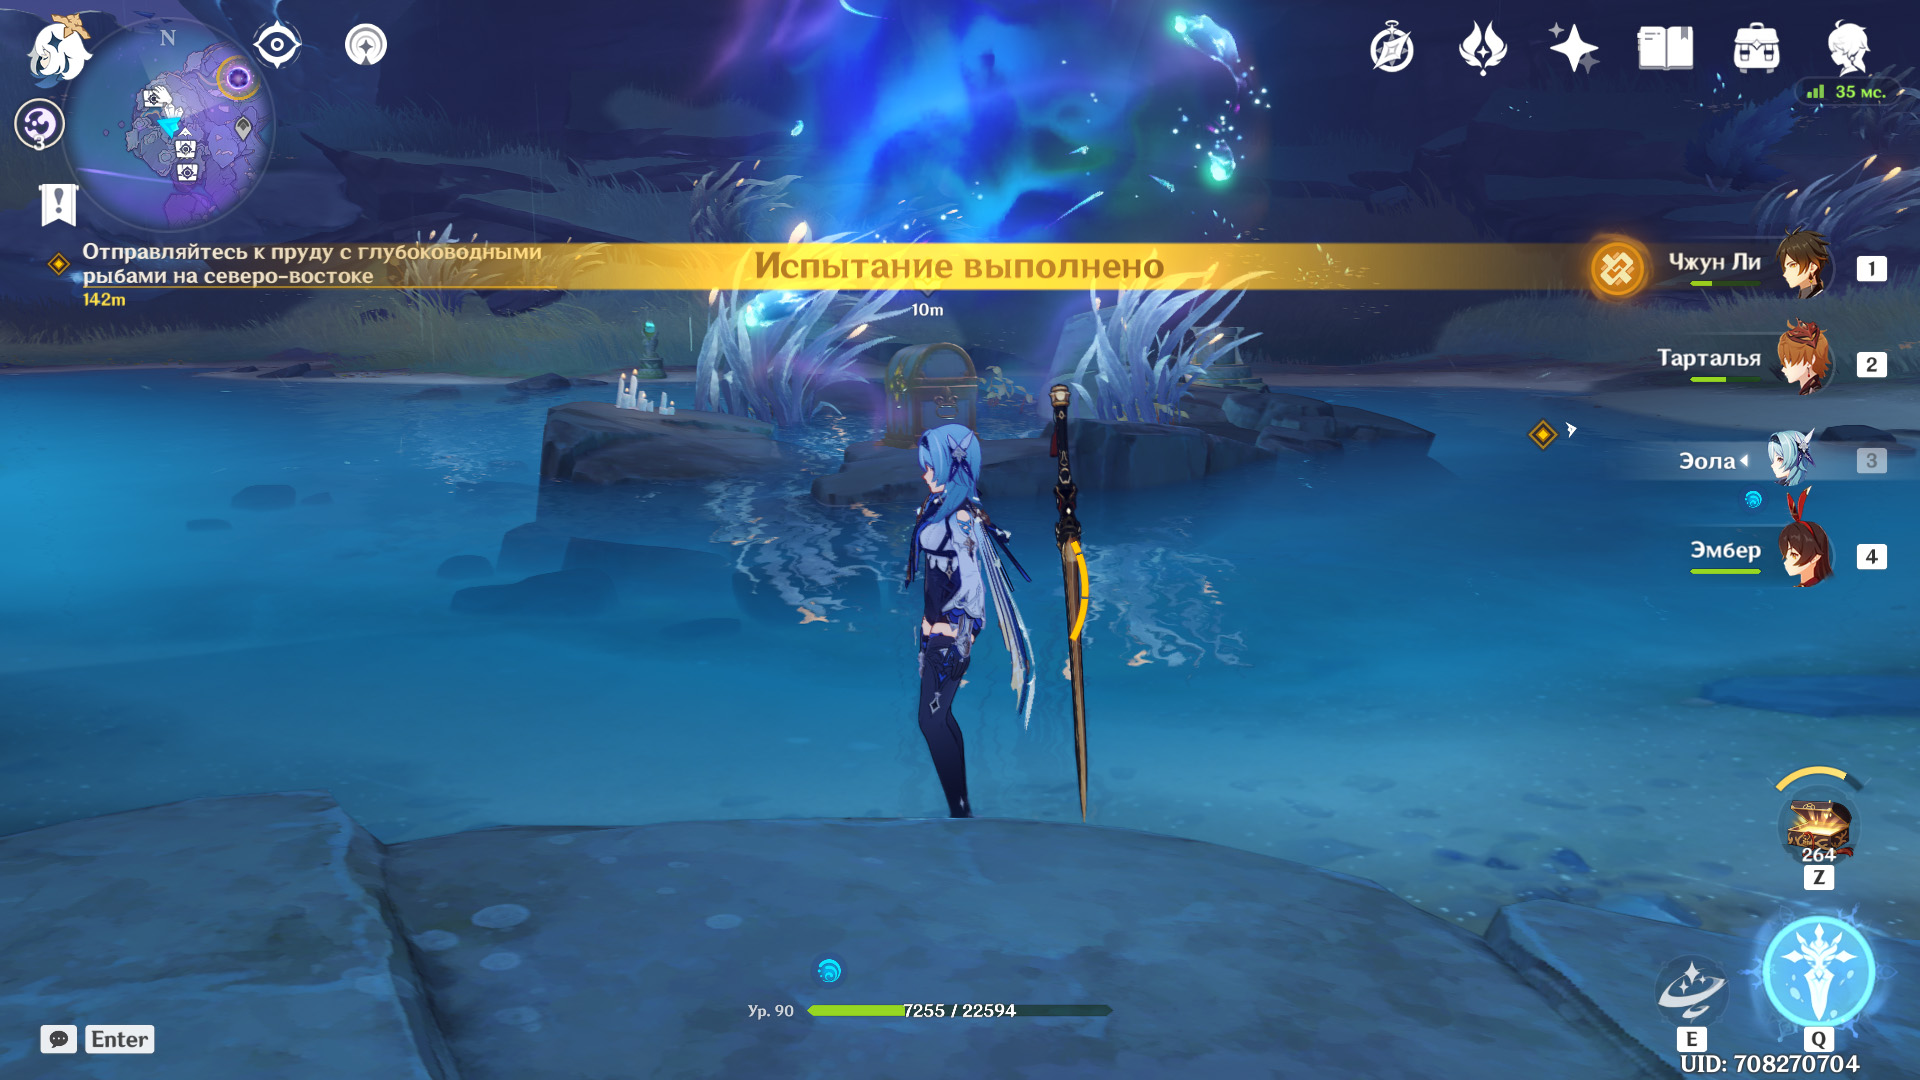 N
35 мс.
3
Отправляйтесь к пруду с глубоководными
рыбами на северо-востоке
142m
Испытание выполнено
10m
Чжун Ли
1
Тарталья
2
Эола
3
Эмбер
4
264
Z
Ур. 90
7255 / 22594
Enter
E
Q
UID: 708270704